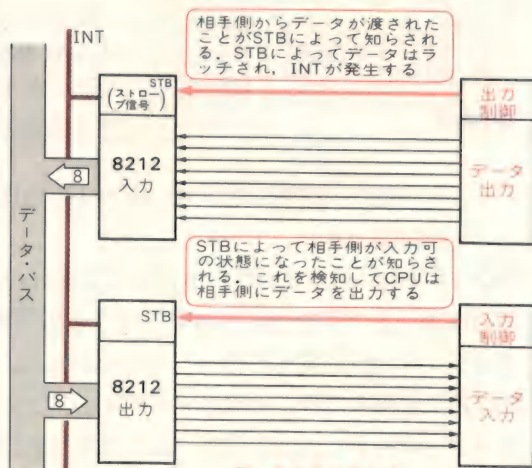 INT
相手側からデータが渡された
ことがSTBによって知らされ
る．STBによってデータはラ
ッチされ，INTが発生する
STB
(ストロー
ブ信号)
8212
入力
8
出力
制御
データ
出力
データ・バス
STBによって相手側が入力可
の状態になったことが知らさ
れる．これを検知してCPUは
相手側にデータを出力する
STB
8212
出力
8
入力
制御
データ
入力